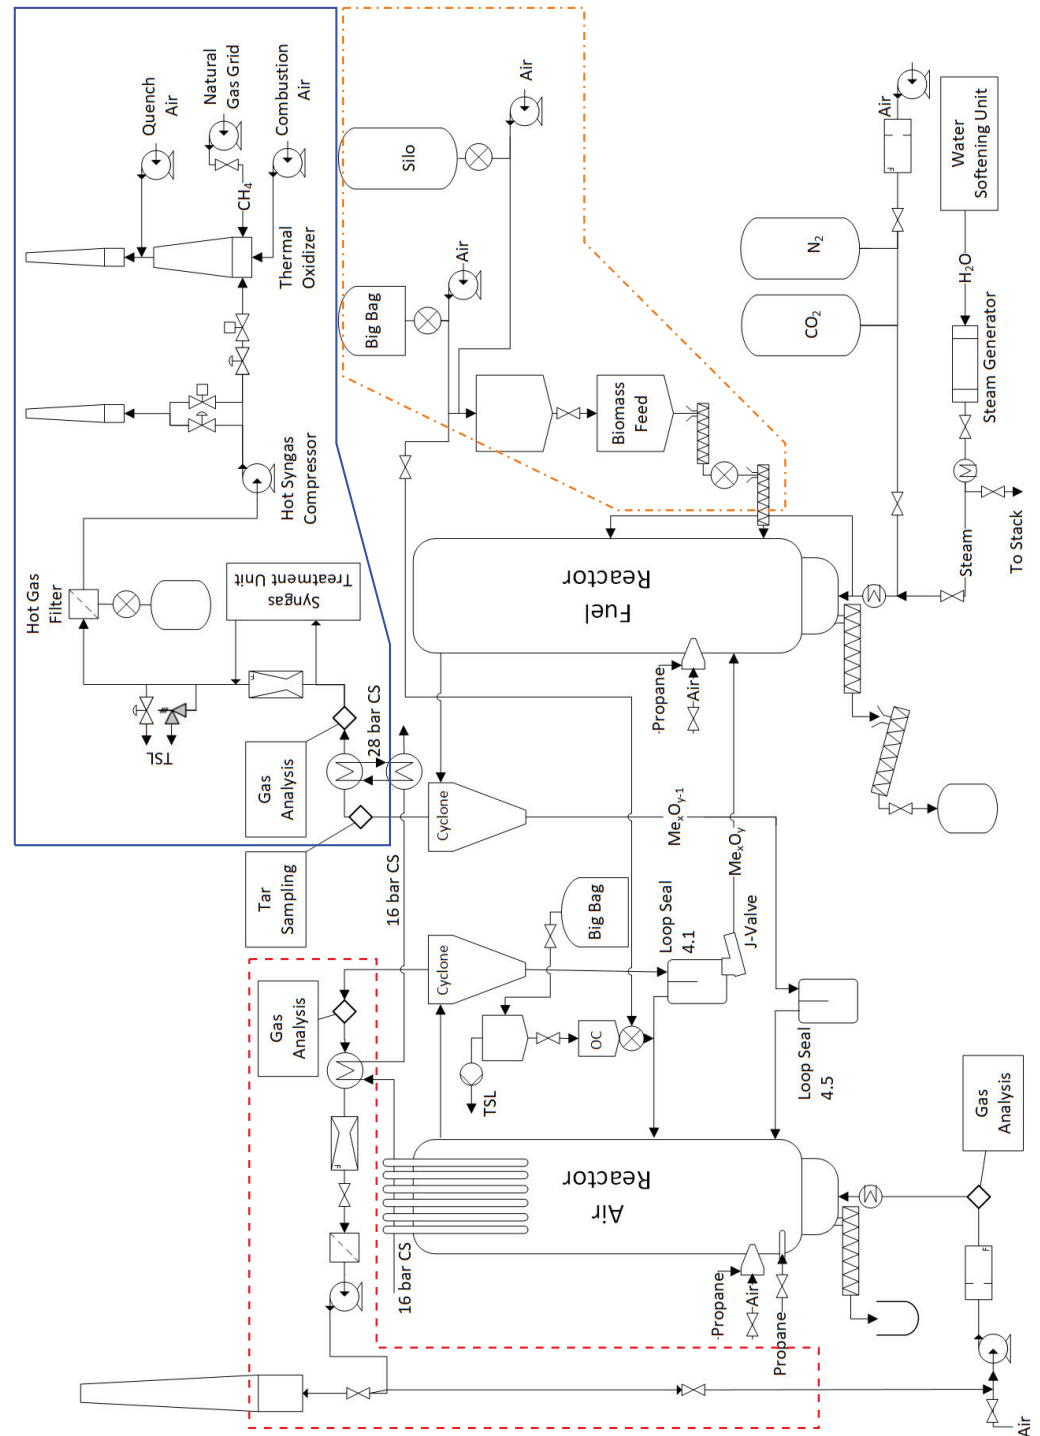 Quench
Air
Natural
Gas Grid
Combustion
Air
CH₄
Thermal
Oxidizer
Hot Syngas
Compressor
Hot Gas
Filter
Syngas
Treatment Unit
F
TSL
28 bar CS
Gas
Analysis
Tar
Sampling
16 bar CS
Silo
Air
Big Bag
Air
Biomass
Feed
Air
F
Water
Softening Unit
N₂
CO₂
H₂O
Steam Generator
Steam
To Stack
Fuel
Reactor
Propane
Air
Cyclone
MeₓOᵧ₋₁
MeₓOᵧ
Cyclone
Big Bag
Loop Seal
4.1
J-Valve
OC
TSL
Loop Seal
4.5
Gas
Analysis
F
16 bar CS
Air
Reactor
Propane
Air
Propane
Gas
Analysis
F
Air